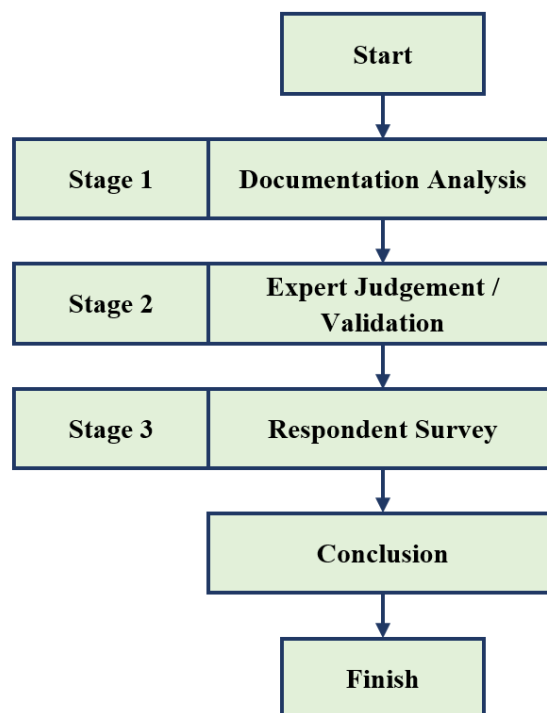 Start
Stage 1
Documentation Analysis
Stage 2
Expert Judgement /
Validation
Stage 3
Respondent Survey
Conclusion
Finish